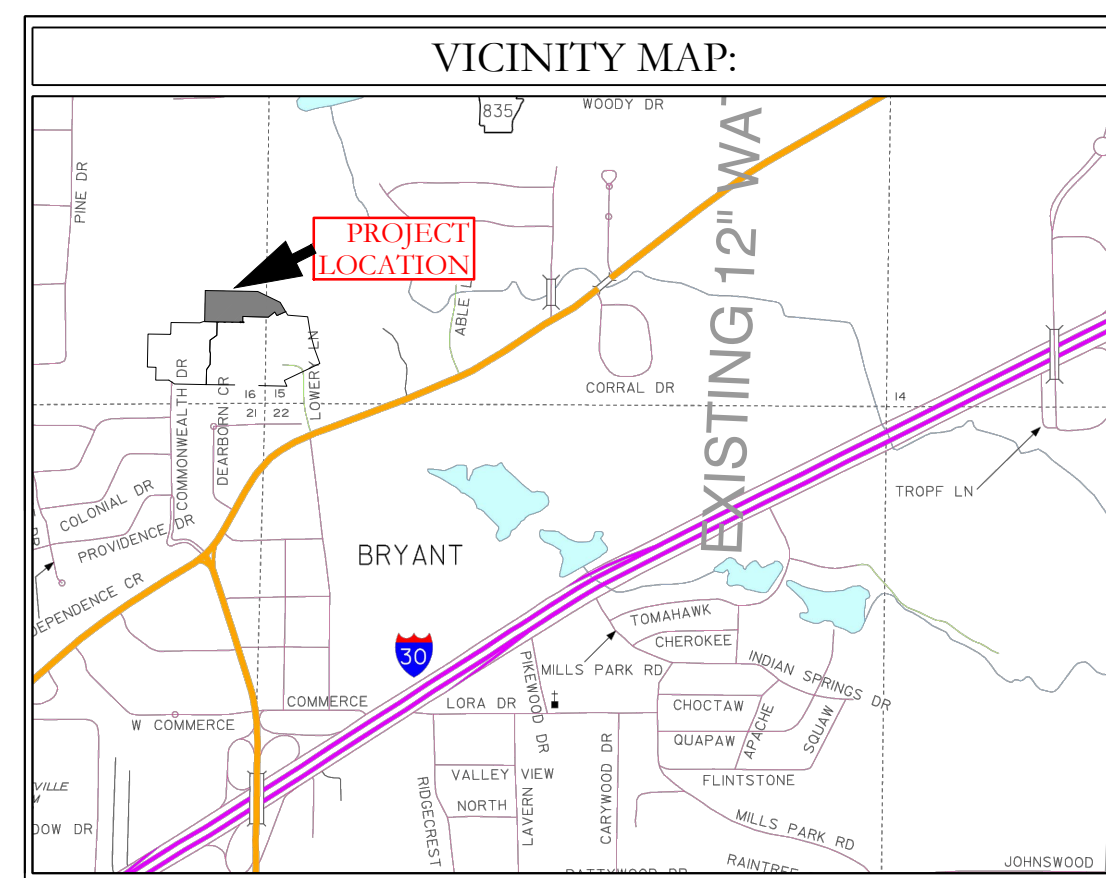 VICINITY MAP:
835
WOODY DR
PINE DR
EXISTING 12" WA
PROJECT
LOCATION
ABLE L
CORRAL DR
COMMONWEALTH DR
DEARBORN CR
LOWERY LN
16 15
21 22
14
TROPF LN
COLONIAL DR
PROVIDENCE DR
DEPENDENCE CR
BRYANT
30
TOMAHAWK
CHEROKEE
MILLS PARK RD
INDIAN SPRINGS DR
PIKEWOOD DR
COMMERCE
W COMMERCE
LORA DR
CHOCTAW
QUAPAW
APACHE
SQUAW
FLINTSTONE
VALLEY VIEW
NORTH
RIDGECREST
LAVERN
CARYWOOD DR
MILLS PARK RD
VILLE
M
DOW DR
RAINTREE
JOHNSWOOD